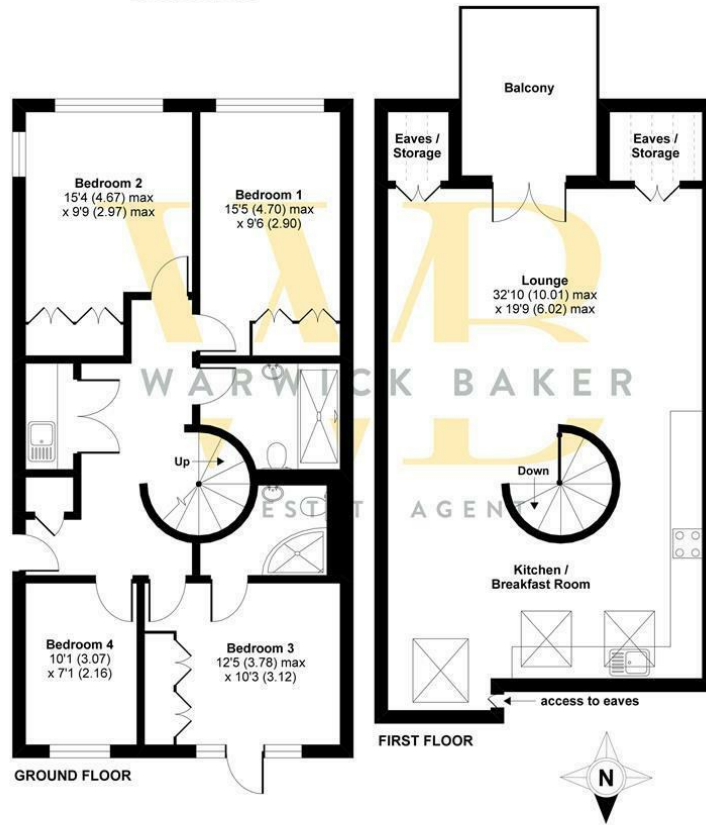 Balcony
Eaves /
Storage
Eaves /
Storage
Bedroom 2
15'4 (4.67) max
x 9'9 (2.97) max
Bedroom 1
15'5 (4.70) max
x 9'6 (2.90)
Lounge
32'10 (10.01) max
x 19'9 (6.02) max
WARWICK BAKER
ESTATE AGENT
Up
Down
Kitchen /
Breakfast Room
Bedroom 4
10'1 (3.07)
x 7'1 (2.16)
Bedroom 3
12'5 (3.78) max
x 10'3 (3.12)
access to eaves
GROUND FLOOR
FIRST FLOOR
N